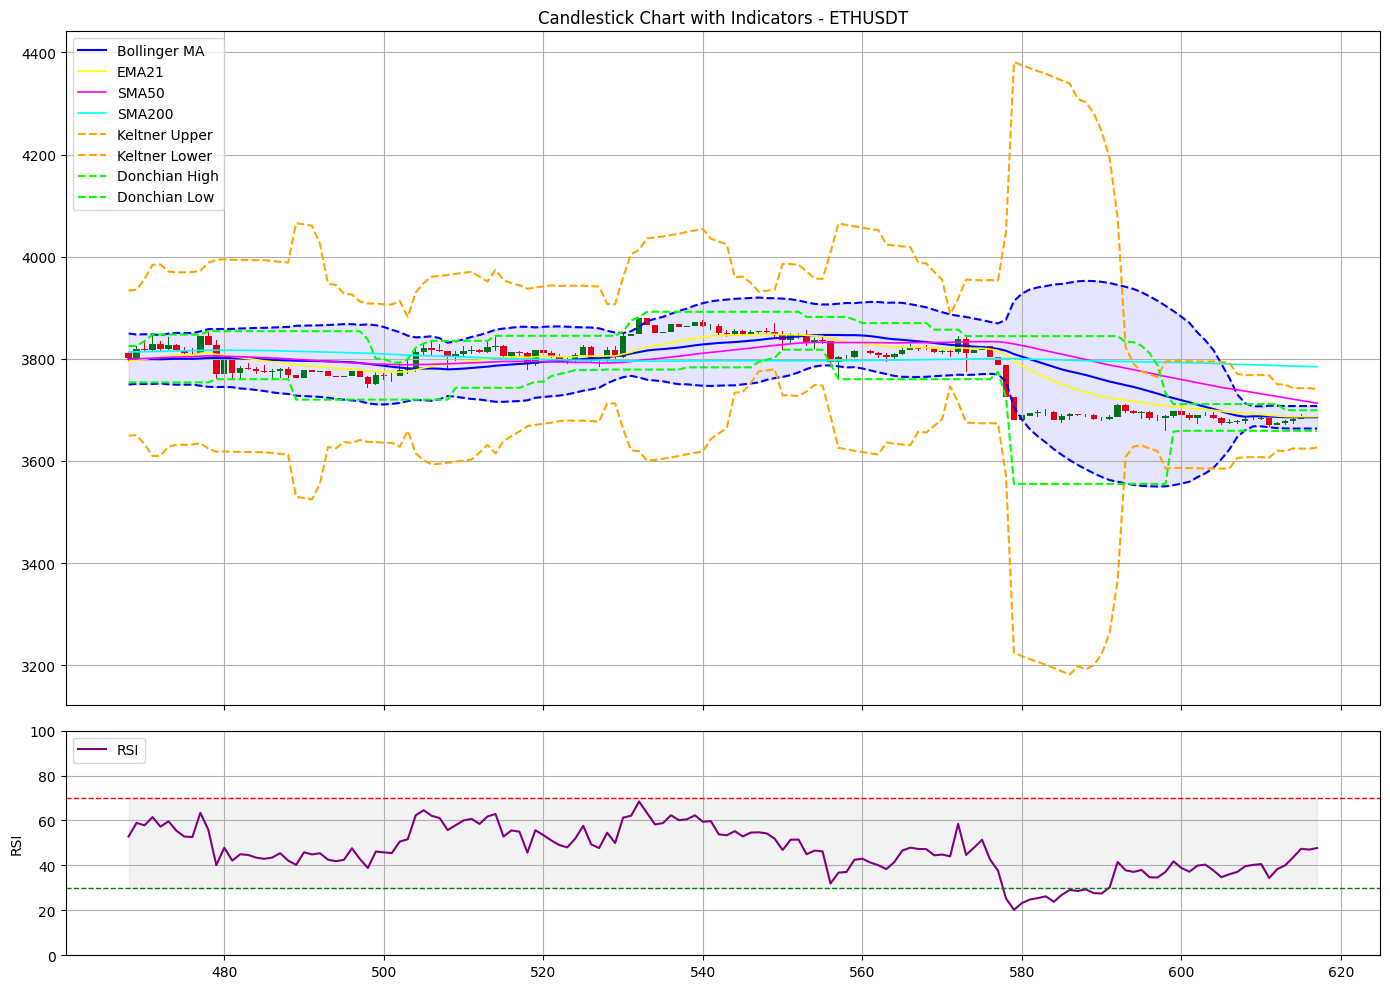 Candlestick Chart with Indicators - ETHUSDT
4400
4200
4000
3800
3600
3400
3200
Bollinger MA
EMA21
SMA50
SMA200
Keltner Upper
Keltner Lower
Donchian High
Donchian Low
100
80
60
40
20
0
RSI
RSI
480
500
520
540
560
580
600
620